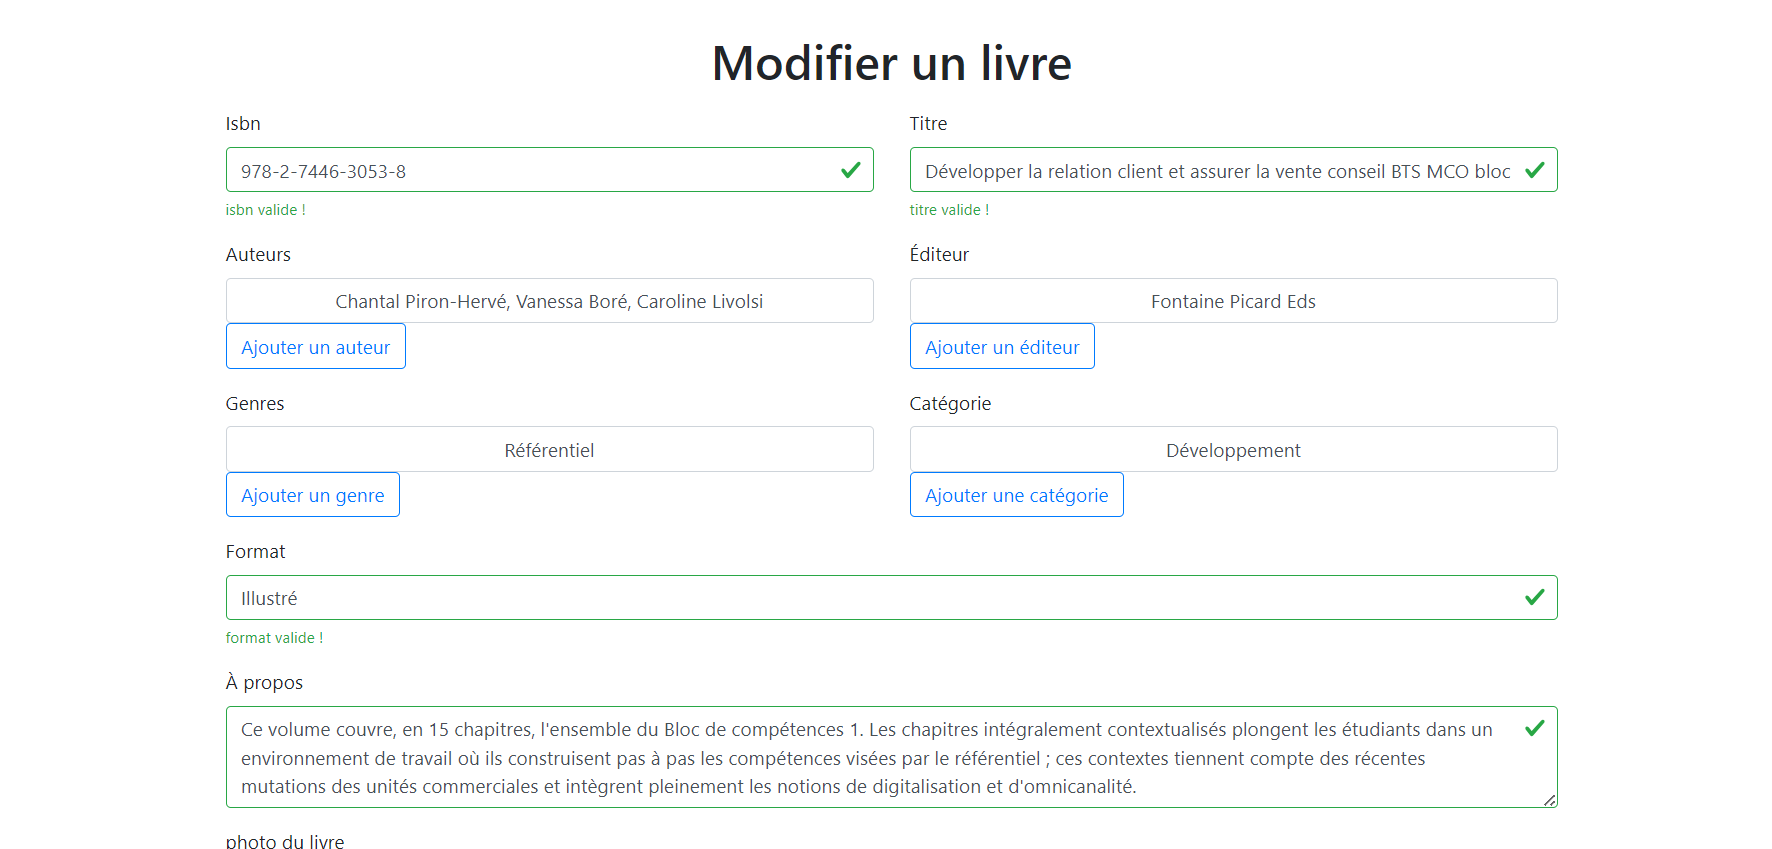 Modifier un livre
Isbn
Titre
978-2-7446-3053-8
Développer la relation client et assurer la vente conseil BTS MCO bloc
isbn valide !
titre valide !
Auteurs
Éditeur
Chantal Piron-Hervé, Vanessa Boré, Caroline Livolsi
Fontaine Picard Eds
Ajouter un auteur
Ajouter un éditeur
Genres
Catégorie
Référentiel
Développement
Ajouter un genre
Ajouter une catégorie
Format
Illustré
format valide !
À propos
Ce volume couvre, en 15 chapitres, l'ensemble du Bloc de compétences 1. Les chapitres intégralement contextualisés plongent les étudiants dans un
environnement de travail où ils construisent pas à pas les compétences visées par le référentiel ; ces contextes tiennent compte des récentes
mutations des unités commerciales et intègrent pleinement les notions de digitalisation et d'omnicanalité.
photo du livre